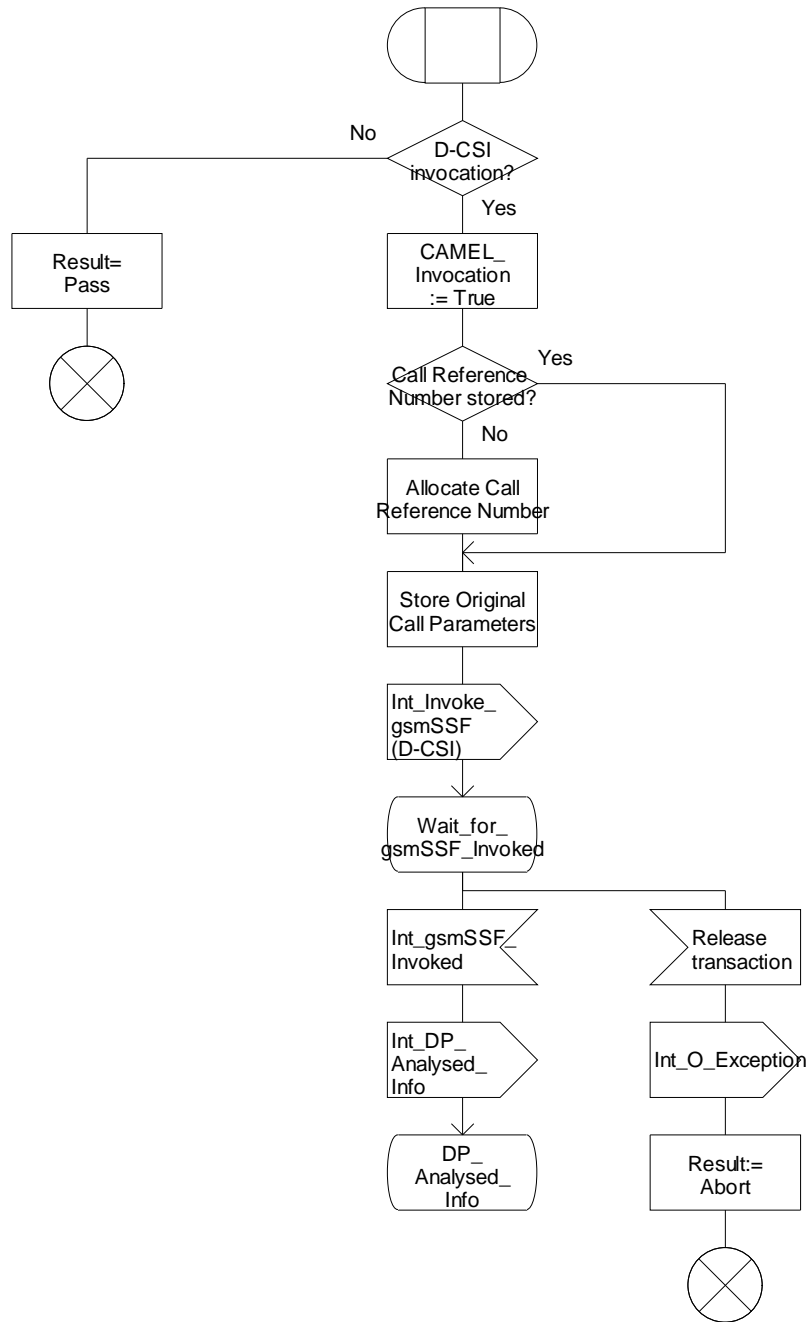 No
D-CSI
invocation?
Yes
Result=
Pass
CAMEL_
Invocation
:= True
Call Reference
Number stored?
Yes
No
Allocate Call
Reference Number
Store Original
Call Parameters
Int_Invoke_
gsmSSF
(D-CSI)
Wait_for_
gsmSSF_Invoked
Int_gsmSSF_
Invoked
Release
transaction
Int_DP_
Analysed_
Info
Int_O_Exception
DP_
Analysed_
Info
Result:=
Abort